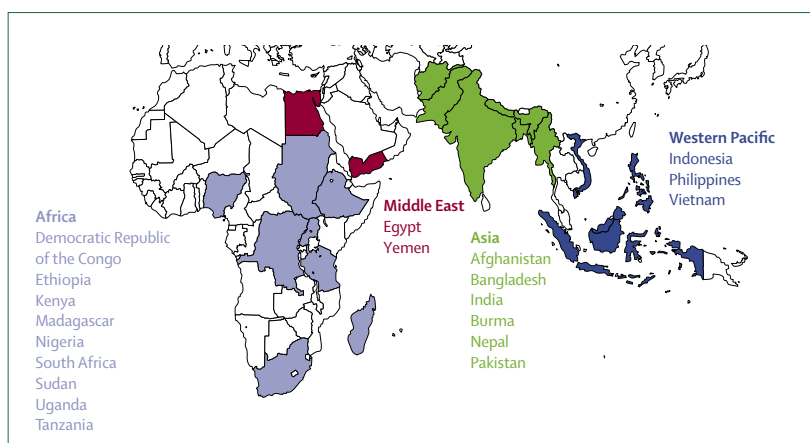 Africa
Democratic Republic
of the Congo
Ethiopia
Kenya
Madagascar
Nigeria
South Africa
Sudan
Uganda
Tanzania
Middle East
Egypt
Yemen
Asia
Afghanistan
Bangladesh
India
Burma
Nepal
Pakistan
Western Pacific
Indonesia
Philippines
Vietnam